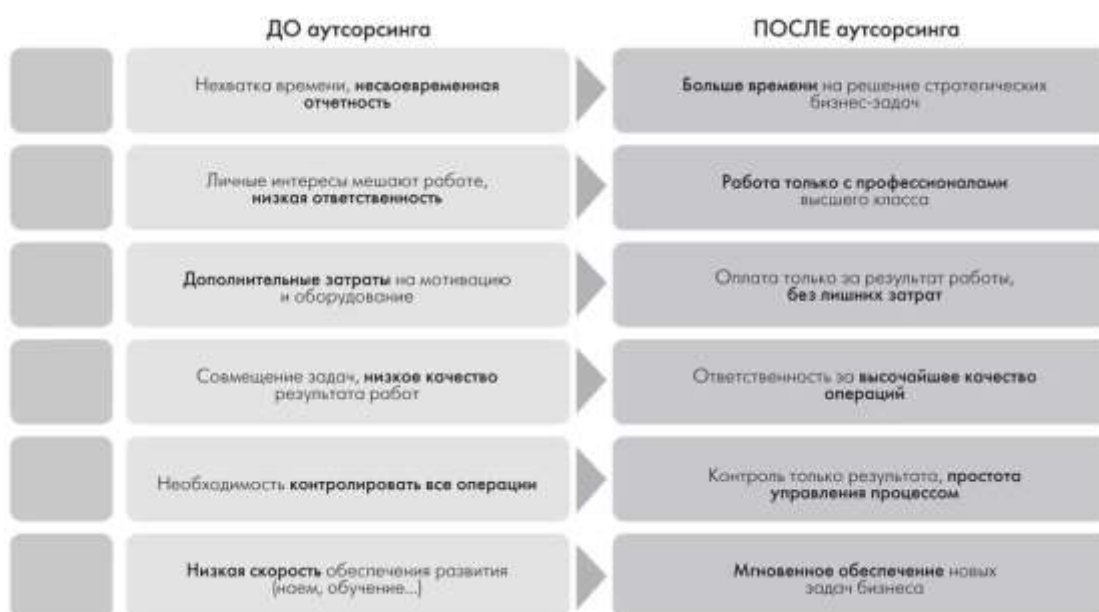 ДО аутсорсинга
ПОСЛЕ аутсорсинга
Нехватка времени, несвоевременная
отчетность
Больше времени на решение стратегических
бизнес-задач
Личные интересы мешают работе,
низкая ответственность
Работа только с профессионалами
высшего класса
Дополнительные затраты на мотивацию
и оборудование
Оплата только за результат работы,
без лишних затрат
Совмещение задач, низкое качество
результата работ
Ответственность за высочайшее качество
операций
Необходимость контролировать все операции
Контроль только результата, простота
управления процессом
Низкая скорость обеспечения развития
(наем, обучение...)
Мгновенное обеспечение новых
задач бизнеса